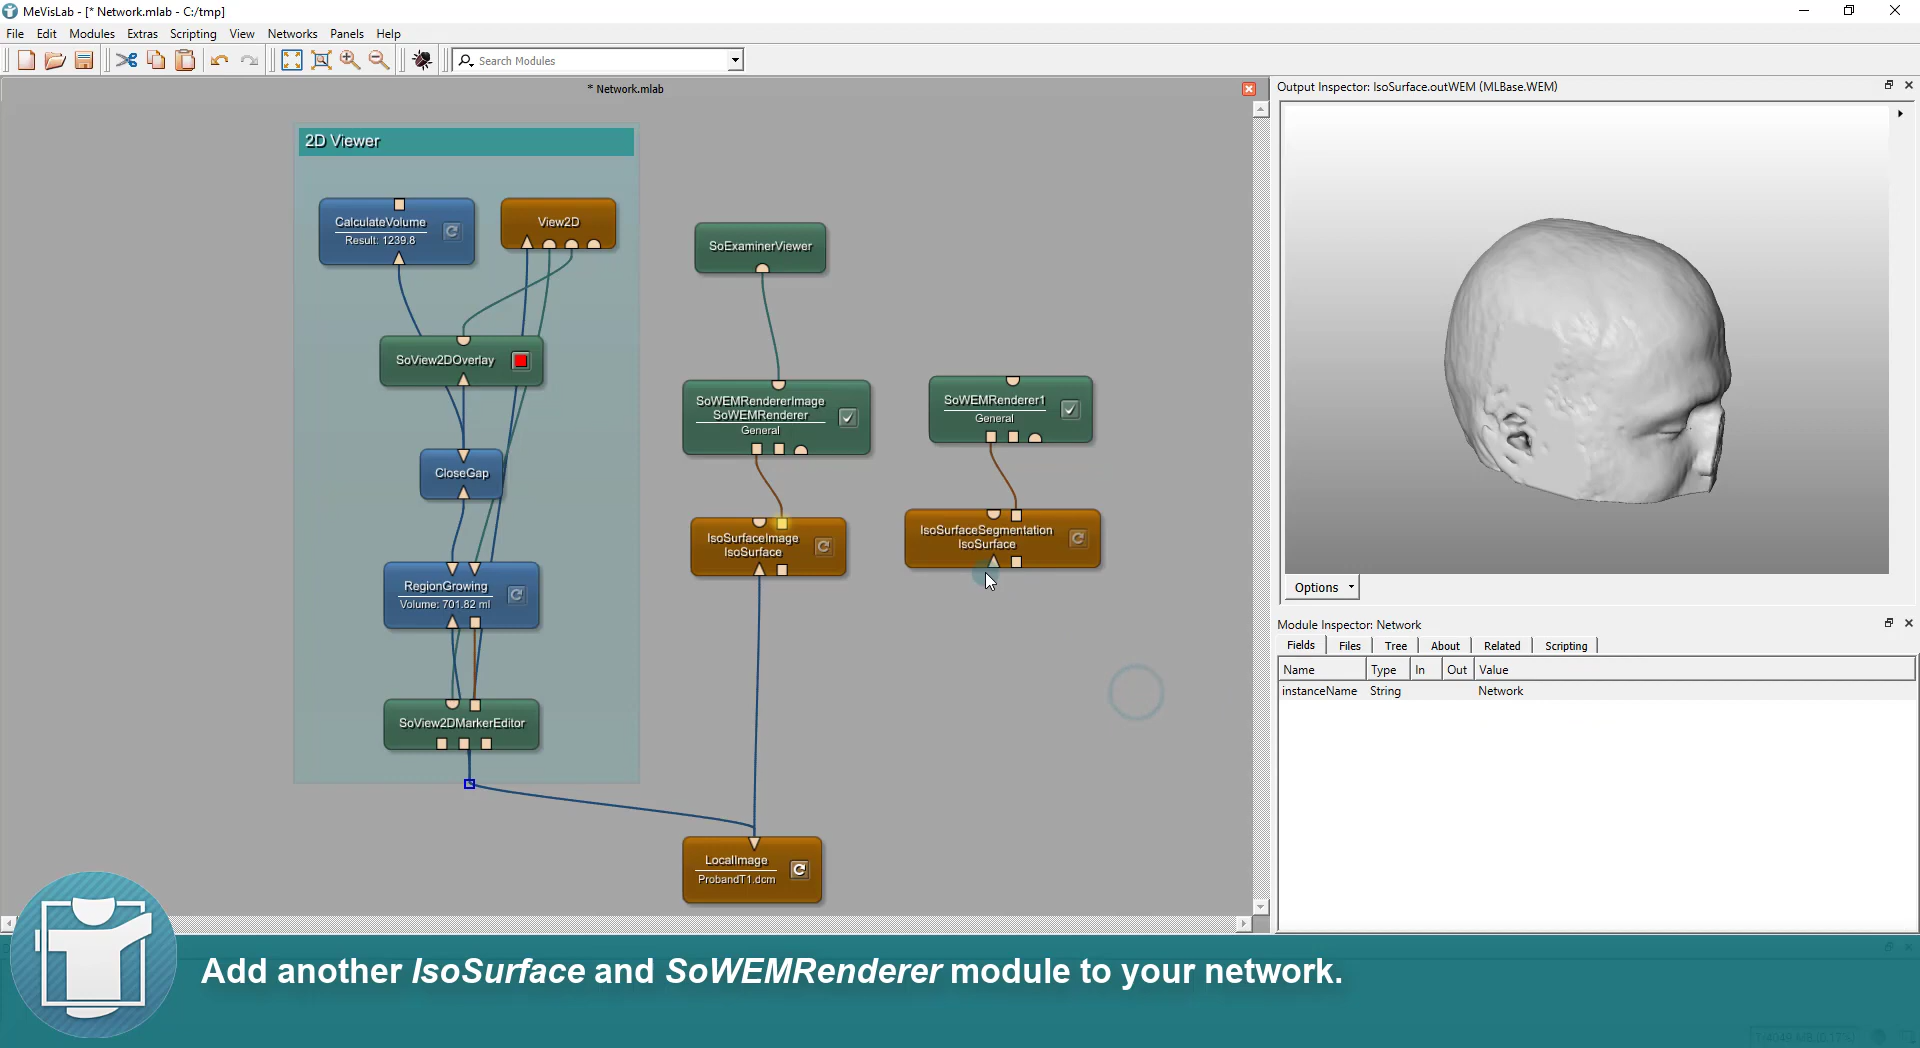 MeVisLab - [* Network.mlab - C:/tmp]
File Edit Modules Extras Scripting View Networks Panels Help
Search Modules
* Network.mlab
2D Viewer
CalculateVolume
Result: 1239.8
View2D
SoExaminerViewer
SoView2DOverlay
SoWEMRendererImage
SoWEMRenderer
General
SoWEMRenderer1
General
CloseGap
IsoSurfaceImage
IsoSurface
IsoSurfaceSegmentation
IsoSurface
RegionGrowing
Volume: 701.82 ml
SoView2DMarkerEditor
LocalImage
ProbandT1.dcm
Output Inspector: IsoSurface.outWEM (MLBase.WEM)
Options
Module Inspector: Network
Fields Files Tree About Related Scripting
Name Type In Out Value
instanceName String Network
Add another IsoSurface and SoWEMRenderer module to your network.